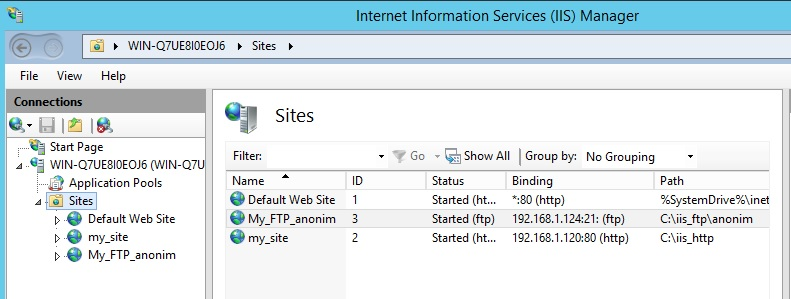 Internet Information Services (IIS) Manager
WIN-Q7UE8I0EOJ6 Sites
File View Help
Connections
Start Page
WIN-Q7UE8I0EOJ6 (WIN-Q7U
Application Pools
Sites
Default Web Site
my_site
My_FTP_anonim
Sites
Filter: Go Show All Group by: No Grouping
Name ID Status Binding Path
Default Web Site 1 Started (ht... *:80 (http) %SystemDrive%\inet
My_FTP_anonim 3 Started (ftp) 192.168.1.124:21: (ftp) C:\iis_ftp\anonim
my_site 2 Started (ht... 192.168.1.120:80 (http) C:\iis_http